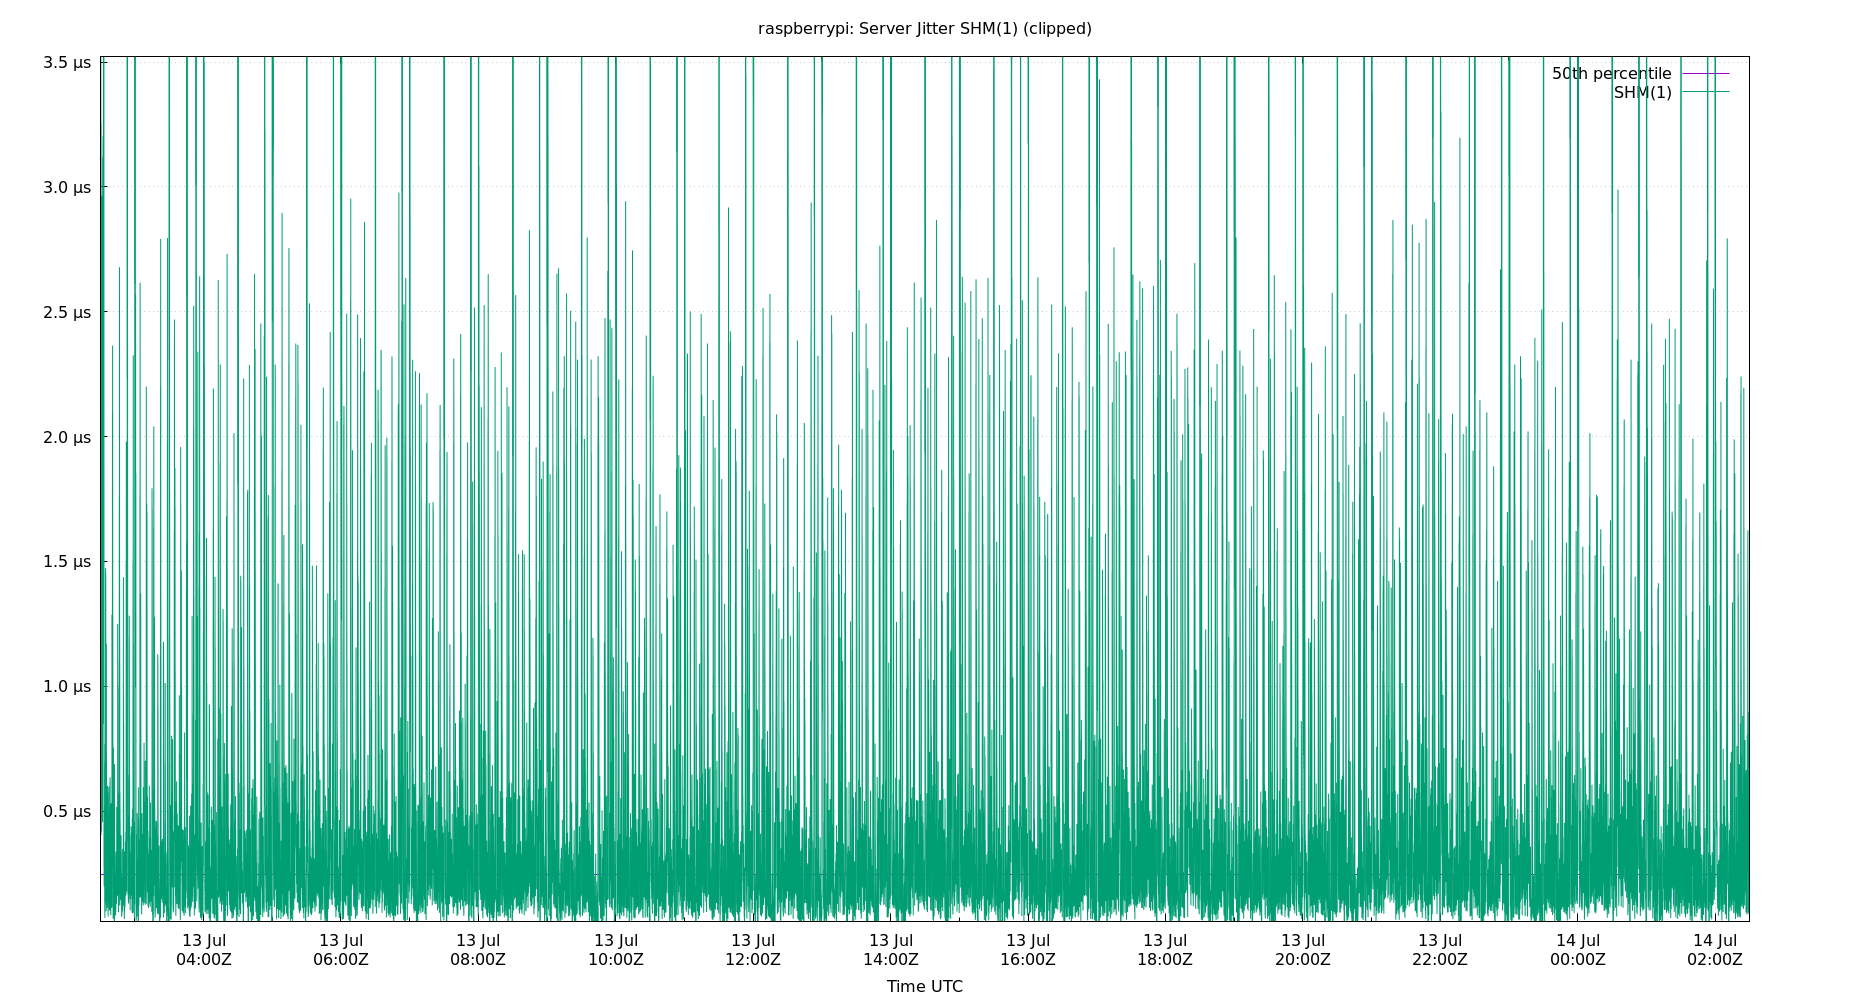 raspberrypi: Server Jitter SHM(1) (clipped)
3.5 μs
50th percentile
SHM(1)
3.0 μs
2.5 μs
2.0 μs
1.5 μs
1.0 μs
0.5 μs
13 Jul 13 Jul 13 Jul 13 Jul 13 Jul 13 Jul 13 Jul 13 Jul 13 Jul 13 Jul 14 Jul 14 Jul
04:00Z 06:00Z 08:00Z 10:00Z 12:00Z 14:00Z 16:00Z 18:00Z 20:00Z 22:00Z 00:00Z 02:00Z
Time UTC